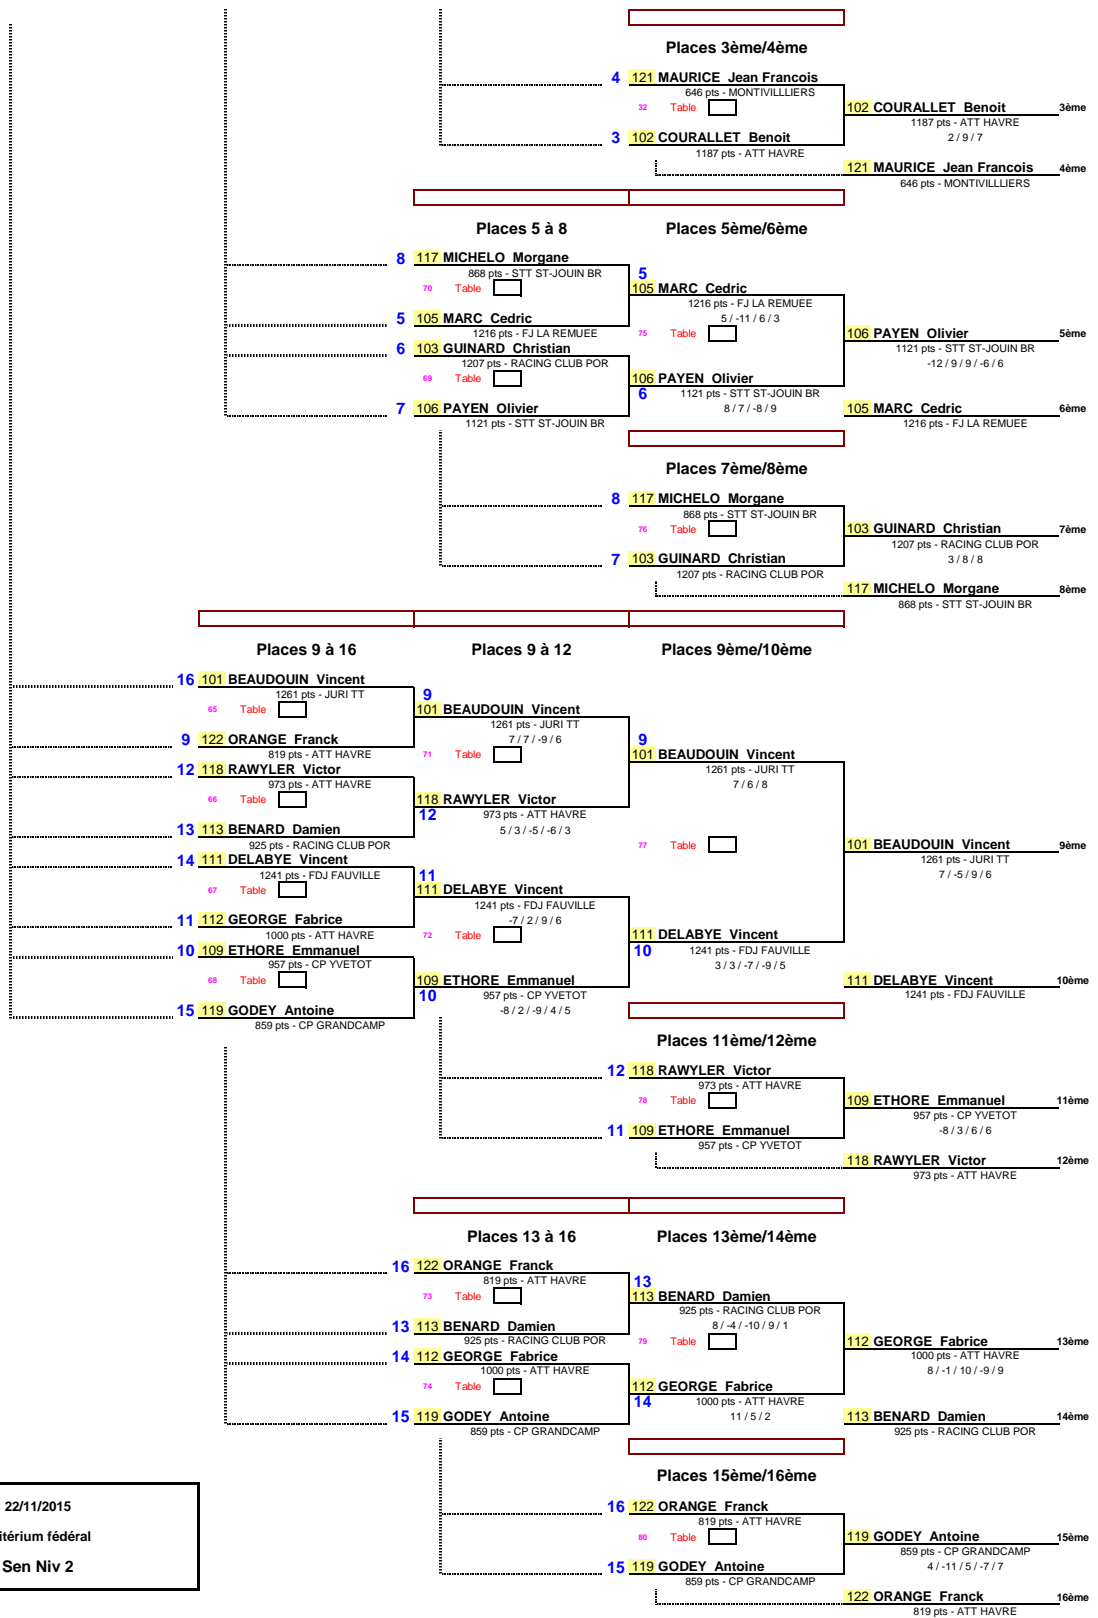 Places 3ème/4ème
4 121 MAURICE Jean Francois
646 pts - MONTIVILLLIERS
32 Table
102 COURALLET Benoit 3ème
1187 pts - ATT HAVRE
2 / 9 / 7
3 102 COURALLET Benoit
1187 pts - ATT HAVRE
121 MAURICE Jean Francois 4ème
646 pts - MONTIVILLLIERS
Places 5 à 8 Places 5ème/6ème
8 117 MICHELO Morgane
868 pts - STT ST-JOUIN BR
70 Table
5
105 MARC Cedric
1216 pts - FJ LA REMUEE
5 / -11 / 6 / 3
5 105 MARC Cedric
1216 pts - FJ LA REMUEE
75 Table
106 PAYEN Olivier 5ème
1121 pts - STT ST-JOUIN BR
-12 / 9 / 9 / -6 / 6
6 103 GUINARD Christian
1207 pts - RACING CLUB POR
69 Table
106 PAYEN Olivier
6 1121 pts - STT ST-JOUIN BR
8 / 7 / -8 / 9
7 106 PAYEN Olivier
1121 pts - STT ST-JOUIN BR
105 MARC Cedric 6ème
1216 pts - FJ LA REMUEE
Places 7ème/8ème
8 117 MICHELO Morgane
868 pts - STT ST-JOUIN BR
76 Table
103 GUINARD Christian 7ème
1207 pts - RACING CLUB POR
3 / 8 / 8
7 103 GUINARD Christian
1207 pts - RACING CLUB POR
117 MICHELO Morgane 8ème
868 pts - STT ST-JOUIN BR
Places 9 à 16 Places 9 à 12 Places 9ème/10ème
16 101 BEAUDOUIN Vincent
1261 pts - JURI TT
65 Table
9
101 BEAUDOUIN Vincent
1261 pts - JURI TT
7 / 7 / -9 / 6
9 122 ORANGE Franck
819 pts - ATT HAVRE
71 Table
9
101 BEAUDOUIN Vincent
1261 pts - JURI TT
7 / 6 / 8
12 118 RAWYLER Victor
973 pts - ATT HAVRE
66 Table
118 RAWYLER Victor
12 973 pts - ATT HAVRE
5 / 3 / -5 / -6 / 3
13 113 BENARD Damien
925 pts - RACING CLUB POR
77 Table
101 BEAUDOUIN Vincent 9ème
1261 pts - JURI TT
7 / -5 / 9 / 6
14 111 DELABYE Vincent
1241 pts - FDJ FAUVILLE
67 Table
11
111 DELABYE Vincent
1241 pts - FDJ FAUVILLE
-7 / 2 / 9 / 6
11 112 GEORGE Fabrice
1000 pts - ATT HAVRE
72 Table
111 DELABYE Vincent
10 1241 pts - FDJ FAUVILLE
3 / 3 / -7 / -9 / 5
10 109 ETHORE Emmanuel
957 pts - CP YVETOT
68 Table
109 ETHORE Emmanuel
10 957 pts - CP YVETOT
-8 / 2 / -9 / 4 / 5
111 DELABYE Vincent 10ème
1241 pts - FDJ FAUVILLE
15 119 GODEY Antoine
859 pts - CP GRANDCAMP
Places 11ème/12ème
12 118 RAWYLER Victor
973 pts - ATT HAVRE
78 Table
109 ETHORE Emmanuel 11ème
957 pts - CP YVETOT
-8 / 3 / 6 / 6
11 109 ETHORE Emmanuel
957 pts - CP YVETOT
118 RAWYLER Victor 12ème
973 pts - ATT HAVRE
Places 13 à 16 Places 13ème/14ème
16 122 ORANGE Franck
819 pts - ATT HAVRE
73 Table
13
113 BENARD Damien
925 pts - RACING CLUB POR
8 / -4 / -10 / 9 / 1
13 113 BENARD Damien
925 pts - RACING CLUB POR
79 Table
112 GEORGE Fabrice 13ème
1000 pts - ATT HAVRE
8 / -1 / 10 / -9 / 9
14 112 GEORGE Fabrice
1000 pts - ATT HAVRE
74 Table
112 GEORGE Fabrice
14 1000 pts - ATT HAVRE
11 / 5 / 2
15 119 GODEY Antoine
859 pts - CP GRANDCAMP
113 BENARD Damien 14ème
925 pts - RACING CLUB POR
Places 15ème/16ème
16 122 ORANGE Franck
819 pts - ATT HAVRE
80 Table
119 GODEY Antoine 15ème
859 pts - CP GRANDCAMP
4 / -11 / 5 / -7 / 7
15 119 GODEY Antoine
859 pts - CP GRANDCAMP
122 ORANGE Franck 16ème
819 pts - ATT HAVRE
22/11/2015
itérium fédéral
Sen Niv 2